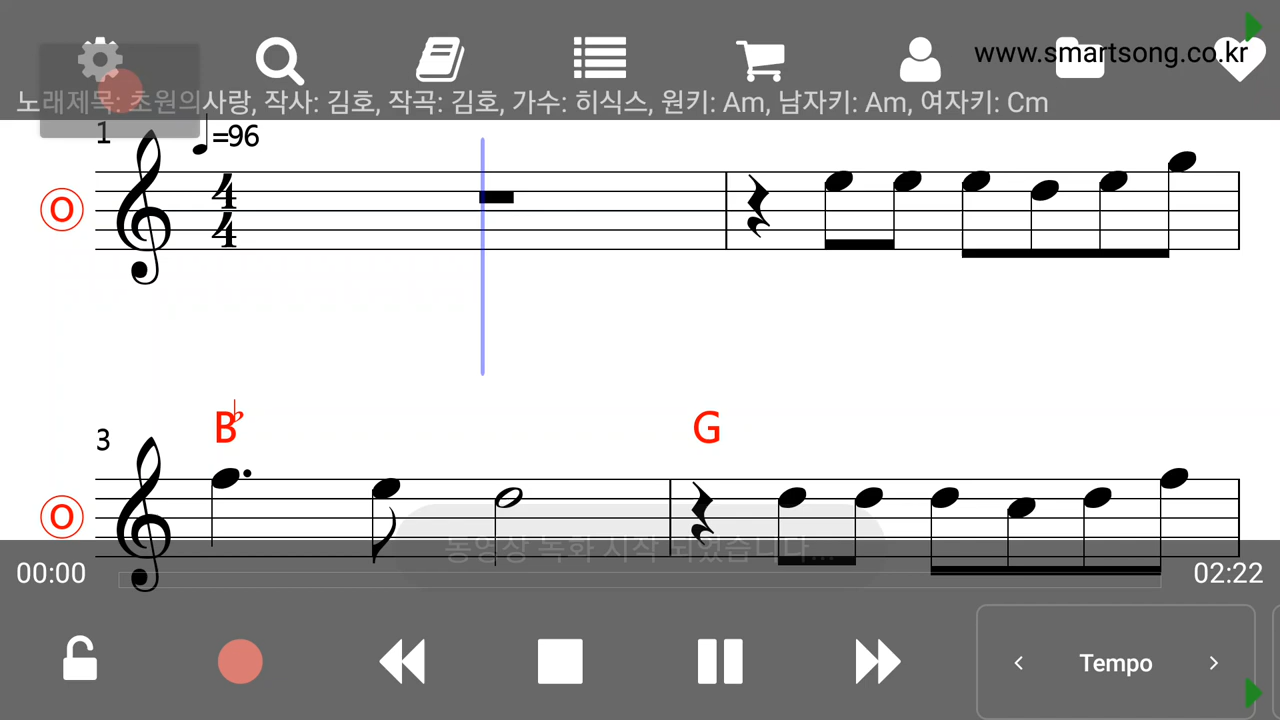 www.smartsong.co.kr
노래제목: 초원의사랑, 작사: 김호, 작곡: 김호, 가수: 히식스, 원키: Am, 남자키: Am, 여자키: Cm
1
=96
4
4
O
3
B♭
G
O
동영상 녹화 시작 되었습니다...
00:00
02:22
< Tempo >